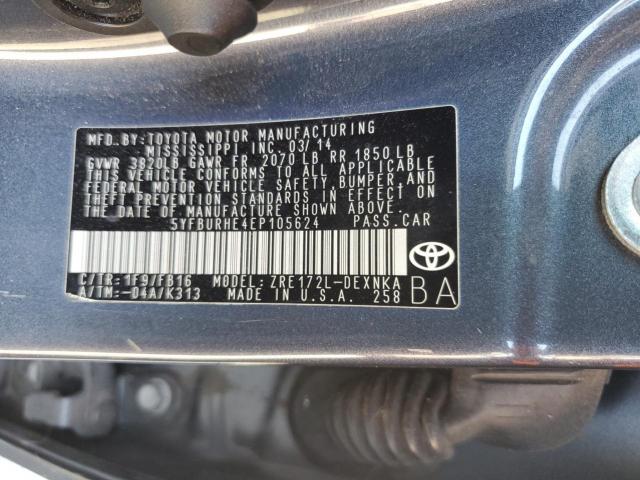 MFD. BY: TOYOTA MOTOR MANUFACTURING
MISSISSIPPI, INC. 03/14
GVWR 3820LB GAWR FR 2070 LB RR 1850 LB
THIS VEHICLE CONFORMS TO ALL APPLICABLE
FEDERAL MOTOR VEHICLE SAFETY, BUMPER AND
THEFT PREVENTION STANDARDS IN EFFECT ON
THE DATE OF MANUFACTURE SHOWN ABOVE.
5YFBURHE4EP105624 PASS.CAR
C/TR: 1F9/FB16 MODEL: ZRE172L-DEXNKA
A/TM: -04A/K313 MADE IN U.S.A. 258 BA